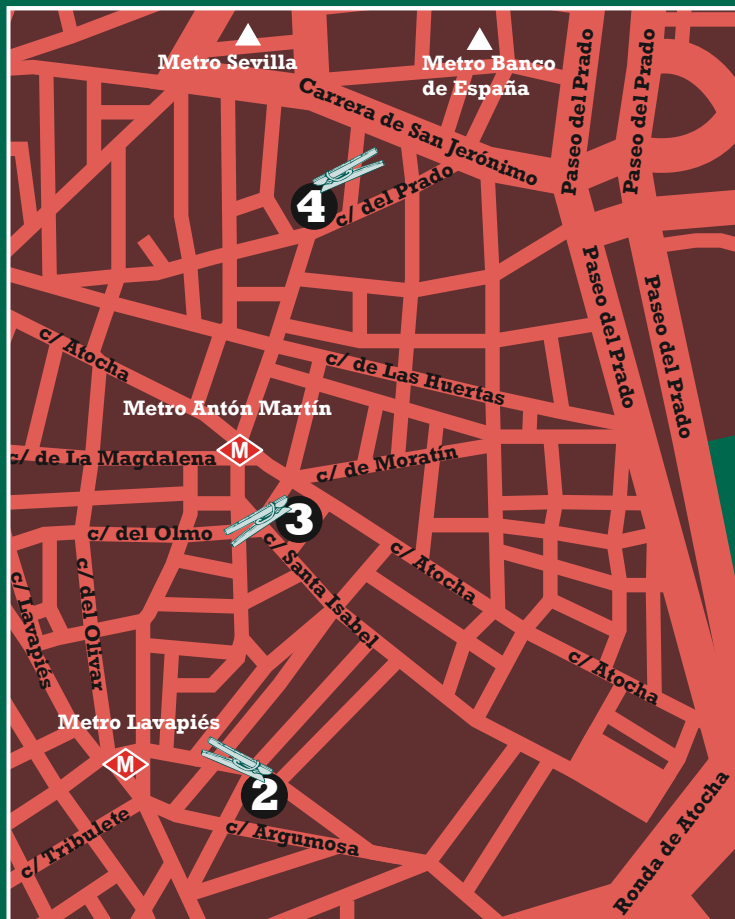 Metro Sevilla
Metro Banco
de España
Paseo del Prado
Paseo del Prado
Carrera de San Jerónimo
4
c/ del Prado
Paseo del Prado
Paseo del Prado
c/ Atocha
c/ de Las Huertas
Metro Antón Martín
M
c/ de La Magdalena
c/ de Moratín
3
c/ del Olmo
c/ Santa Isabel
c/ Atocha
c/ Lavapiés
c/ del Olivar
c/ Atocha
Metro Lavapiés
M
2
c/ Tribulete
c/ Argumosa
Ronda de Atocha